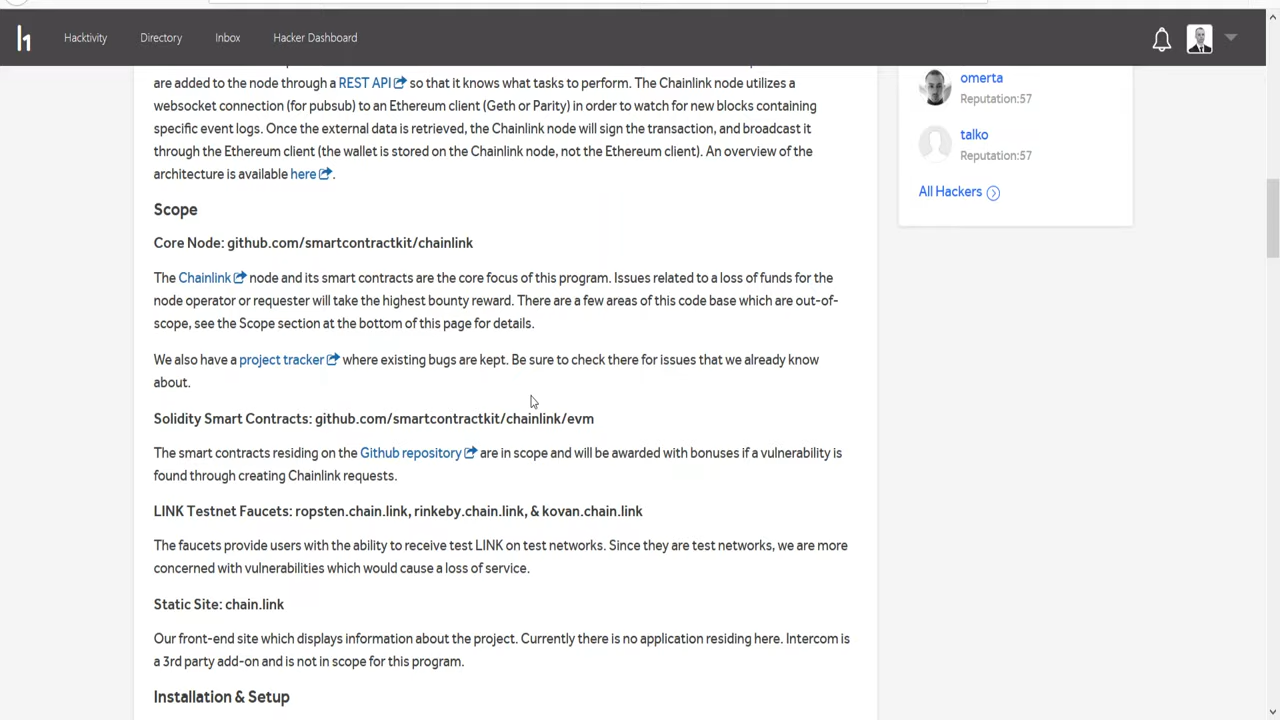 Hacktivity
Directory
Inbox
Hacker Dashboard
are added to the node through a REST API so that it knows what tasks to perform. The Chainlink node utilizes a
websocket connection (for pubsub) to an Ethereum client (Geth or Parity) in order to watch for new blocks containing
specific event logs. Once the external data is retrieved, the Chainlink node will sign the transaction, and broadcast it
through the Ethereum client (the wallet is stored on the Chainlink node, not the Ethereum client). An overview of the
architecture is available here.
Scope
Core Node: github.com/smartcontractkit/chainlink
The Chainlink node and its smart contracts are the core focus of this program. Issues related to a loss of funds for the
node operator or requester will take the highest bounty reward. There are a few areas of this code base which are out-of-
scope, see the Scope section at the bottom of this page for details.
We also have a project tracker where existing bugs are kept. Be sure to check there for issues that we already know
about.
Solidity Smart Contracts: github.com/smartcontractkit/chainlink/evm
The smart contracts residing on the Github repository are in scope and will be awarded with bonuses if a vulnerability is
found through creating Chainlink requests.
LINK Testnet Faucets: ropsten.chain.link, rinkeby.chain.link, & kovan.chain.link
The faucets provide users with the ability to receive test LINK on test networks. Since they are test networks, we are more
concerned with vulnerabilities which would cause a loss of service.
Static Site: chain.link
Our front-end site which displays information about the project. Currently there is no application residing here. Intercom is
a 3rd party add-on and is not in scope for this program.
Installation & Setup
omerta
Reputation:57
talko
Reputation:57
All Hackers